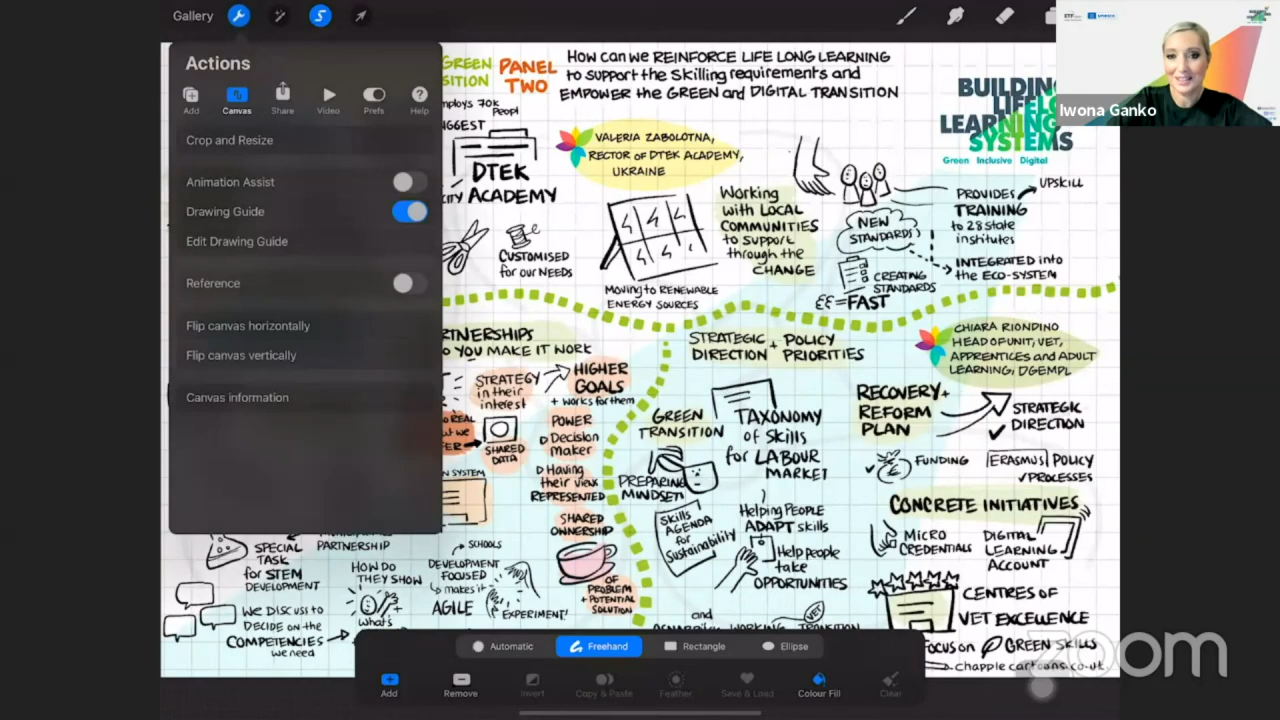 Gallery
Actions
Add
Canvas
Share
Video
Prefs
Help
Crop and Resize
Animation Assist
Drawing Guide
Edit Drawing Guide
Reference
Flip canvas horizontally
Flip canvas vertically
Canvas information
GREEN
SITION
PANEL
TWO
How can we REINFORCE LIFE LONG LEARNING
to support the skilling requirements and
EMPOWER the GREEN and DIGITAL TRANSITION
BUILDING
LIFELO
LEARNING
SYSTEMS
Green Inclusive Digital
Iwona Ganko
mploys 70K
Peopl
GGEST
DTEK
ACADEMY
VALERIA ZABOLOTNA,
RECTOR OF DTEK ACADEMY,
UKRAINE
CUSTOMISED
for our NEEDS
Moving to RENEWABLE
ENERGY SOURCES
Working
with LOCAL
COMMUNITIES
to support
through the
CHANGE
NEW
STANDARDS
CREATING
STANDARDS
=FAST
PROVIDES
TRAINING
to 28 state
institutes
UPSKILL
INTEGRATED into
the ECO-SYSTEM
RTNERSHIPS
O YOU MAKE IT WORK
STRATEGY
in their
interest
HIGHER
GOALS
+ works for them
SHARED
DATA
POWER
Decision
maker
Having
their view
REPRESENTED
N SYSTEM
SHARED
OWNERSHIP
OF
PROBLEM
+ POTENTIAL
SOLUTION
PARTNERSHIP
SPECIAL
TASK
for STEM
DEVELOPMENT
WE DISCUSS TO
DECIDE ON the
COMPETENCIES
we need
HOW DO
THEY SHOW
what's
SCHOOLS
DEVELOPMENT
FOCUSED
makes it
AGILE
EXPERIMENT!
STRATEGIC
DIRECTION
+ POLICY
PRIORITIES
GREEN
TRANSITION
TAXONOMY
of SKills
for LABOUR
MARKET
PREPARING
MINDSET!
SKills
AGENDA
for
Sustainability
Helping PEOPLE
ADAPT skills
Help people
take
OPPORTUNITIES
and
WORKING
TRANSITION
VET
CHIARA RIONDINO
HEAD OF UNIT, VET,
APPRENTICES and ADULT
LEARNING, DGEMPL
RECOVERY+
REFORM
PLAN
STRATEGIC
DIRECTION
FUNDING
ERASMUS
POLICY
PROCESSES
CONCRETE INITIATIVES
MICRO
CREDENTIALS
DIGITAL
LEARNING
ACCOUNT
CENTRES OF
VET EXCELLENCE
FOCUS on GREEN SKILLS
chapplecartoons.co.uk.
Automatic
Freehand
Rectangle
Ellipse
Add
Remove
Invert
Copy & Paste
Feather
Save & Load
Colour Fill
Clear
zoom